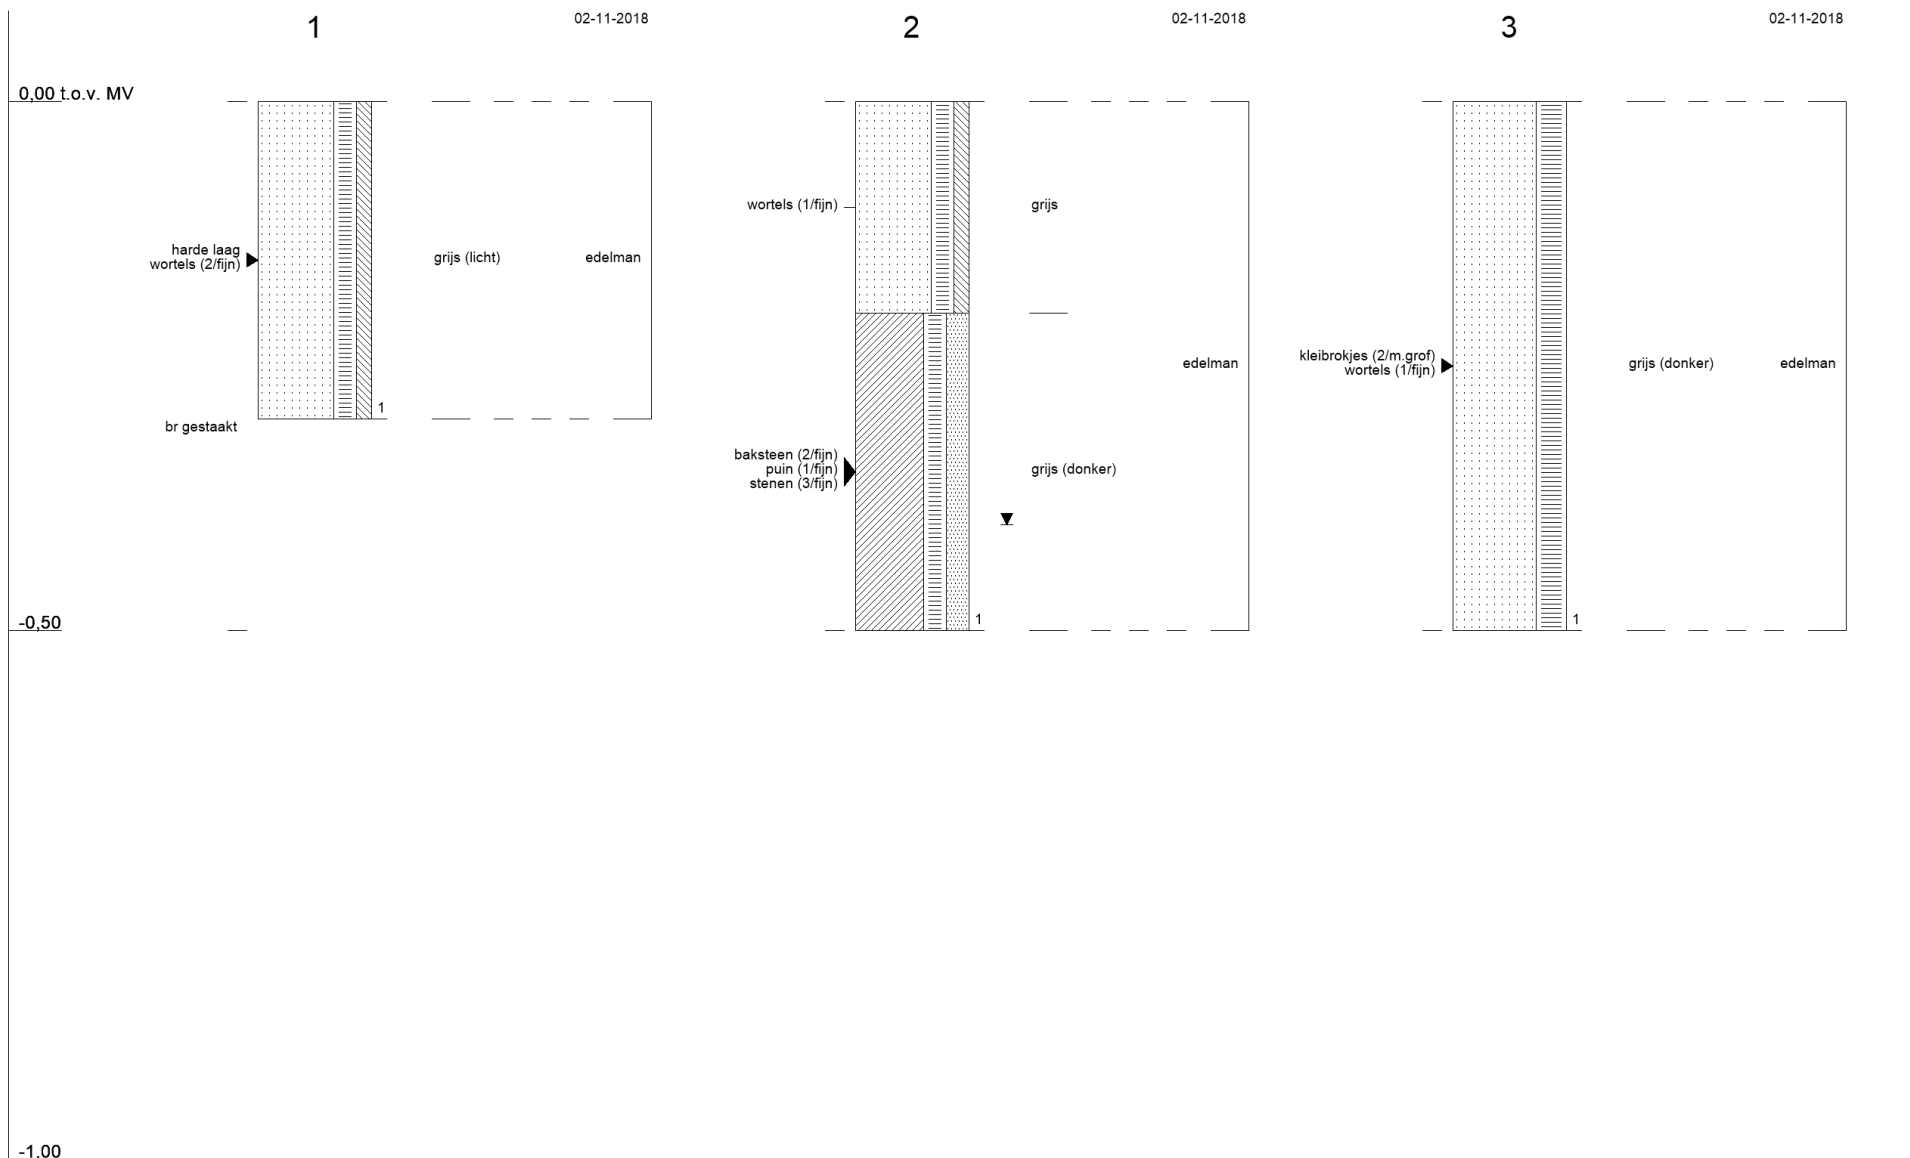 1
02-11-2018
2
02-11-2018
3
02-11-2018
0,00 t.o.v. MV
harde laag
wortels (2/fijn)
grijs (licht)
edelman
1
br gestaakt
wortels (1/fijn)
grijs
edelman
baksteen (2/fijn)
puin (1/fijn)
stenen (3/fijn)
grijs (donker)
1
kleibrokjes (2/m.grof)
wortels (1/fijn)
grijs (donker)
edelman
1
-0,50
-1,00